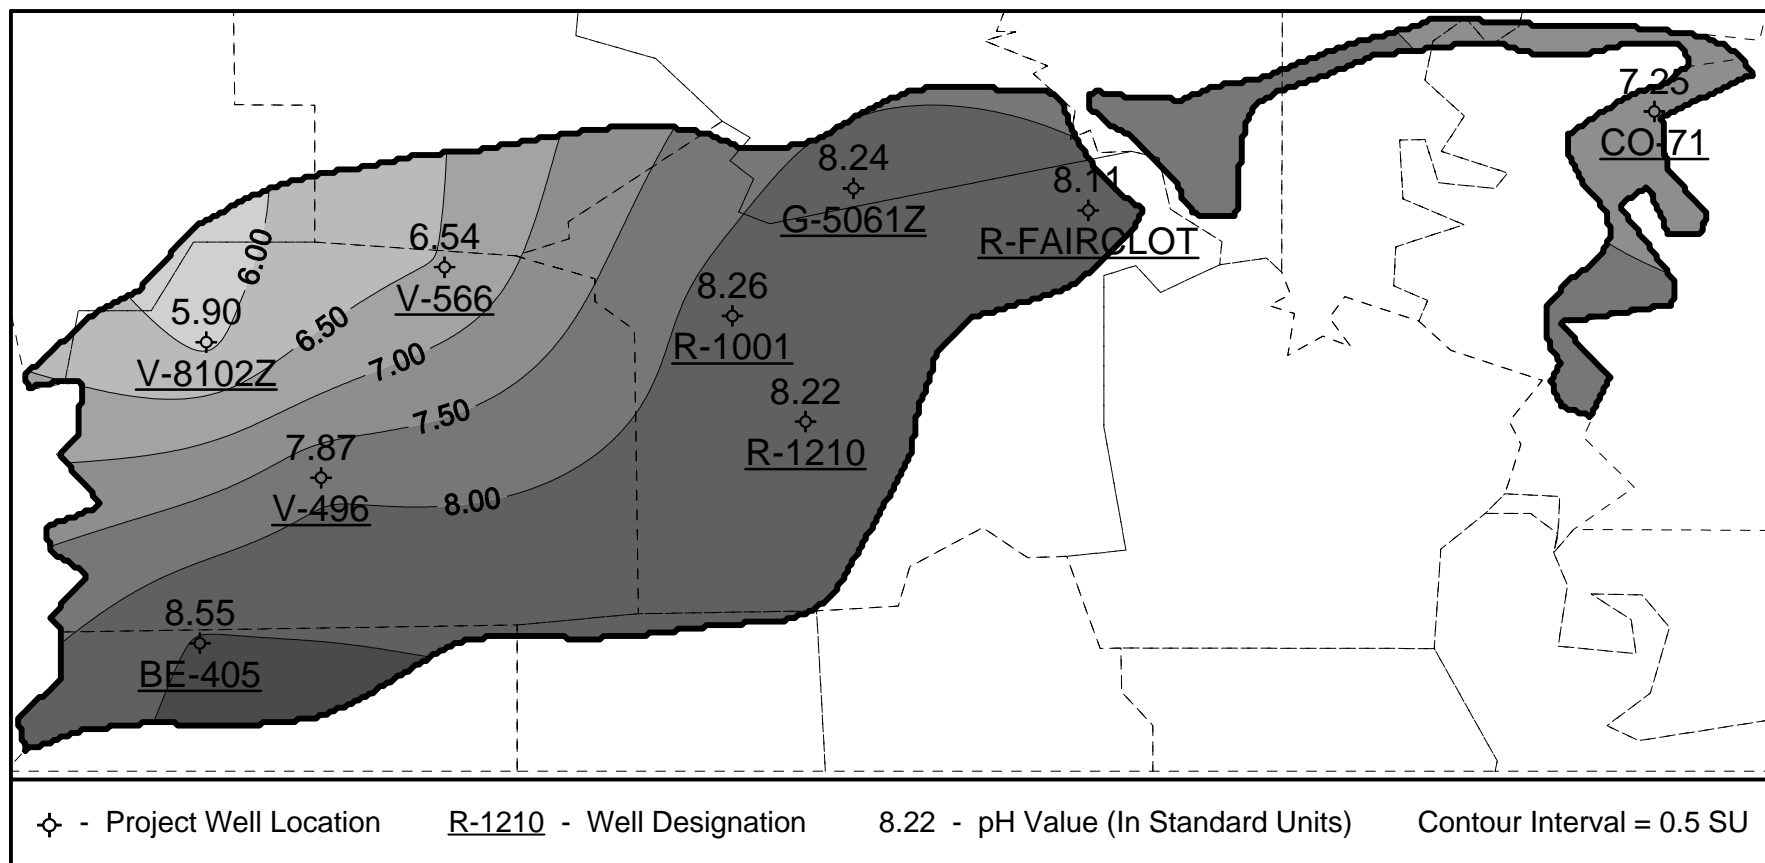 7.25
CO-71
8.24
G-5061Z
8.11
R-FAIRCLOT
6.00
6.54
V-566
5.90
V-8102Z
6.50
8.26
R-1001
7.00
7.50
8.22
R-1210
7.87
V-496
8.00
8.55
BE-405
- Project Well Location R-1210 - Well Designation 8.22 - pH Value (In Standard Units) Contour Interval = 0.5 SU